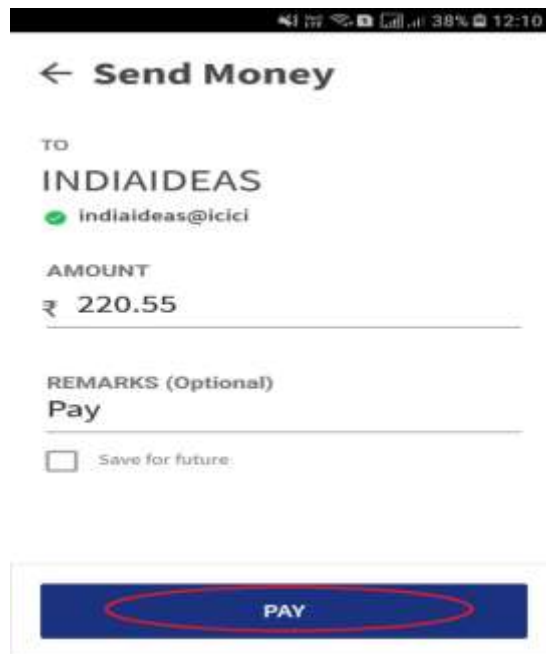 38% 12:10
← Send Money
TO
INDIAIDEAS
indiaideas@icici
AMOUNT
₹ 220.55
REMARKS (Optional)
Pay
Save for future
PAY